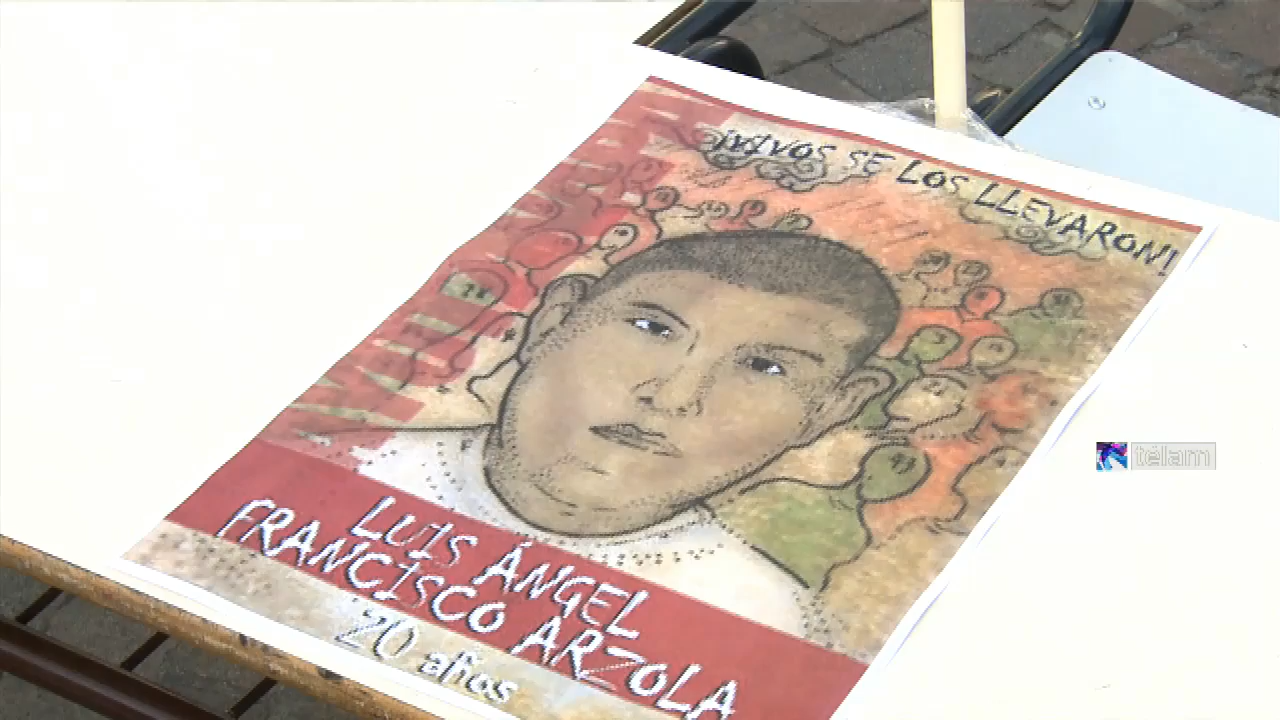 ¡VIVOS SE LOS LLEVARON!
LUIS ÁNGEL
FRANCISCO ARZOLA
20 años
télam